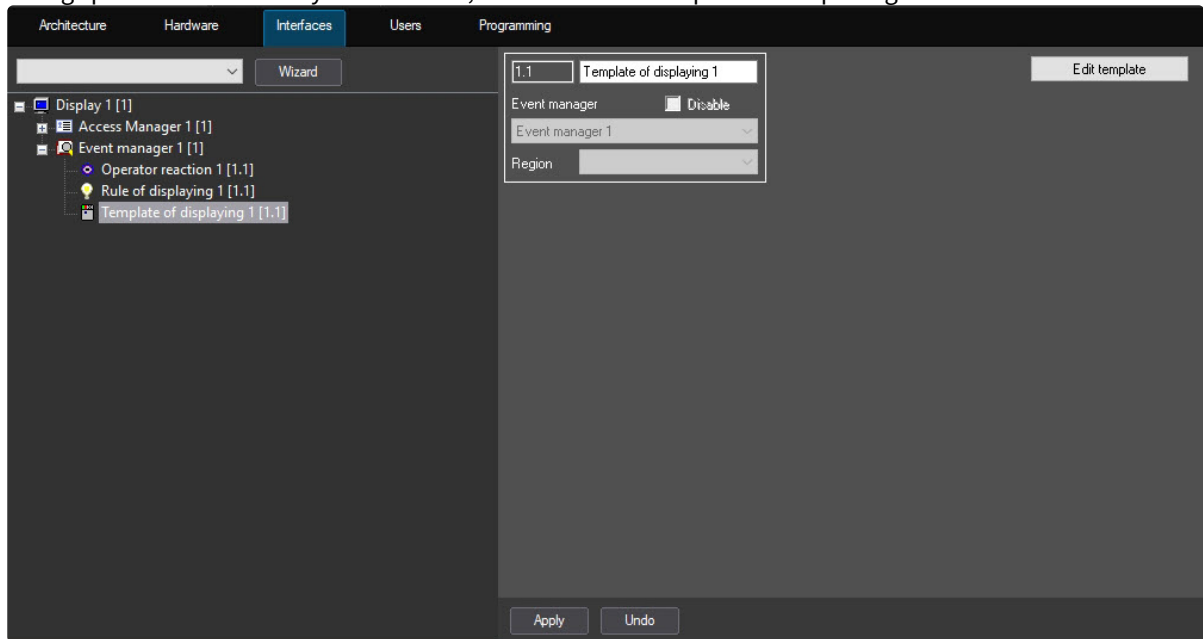 Architecture Hardware Interfaces Users Programming
Wizard
Display 1 [1]
Access Manager 1 [1]
Event manager 1 [1]
Operator reaction 1 [1.1]
Rule of displaying 1 [1.1]
Template of displaying 1 [1.1]
1.1 Template of displaying 1
Event manager Disable
Event manager 1
Region
Edit template
Apply Undo